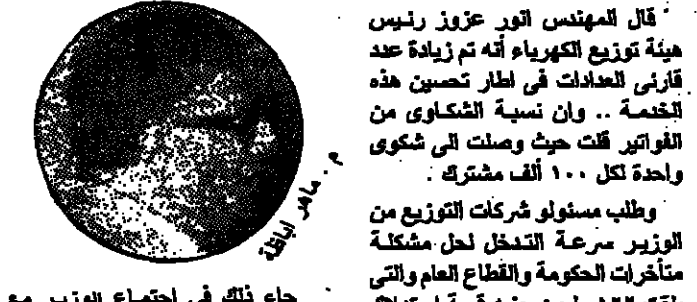 قال المهندس انور عزوز رئيس
هيئة توزيع الكهرباء أنه تم زيادة عدد
قارئى العدادات فى اطار تحسين هذه
الخدمة .. وان نسبة الشكاوى من
الفواتير قلت حيث وصلت الى شكوى
واحدة لكل ١٠٠ ألف مشترك .
وطلب مسئولو شركات التوزيع من
الوزير سرعة التدخل لحل مشكلة
متأخرات الحكومة والقطاع العام والتى
م . ماهر اباظة
جاء ذلك فى اجتماع الوزير مع